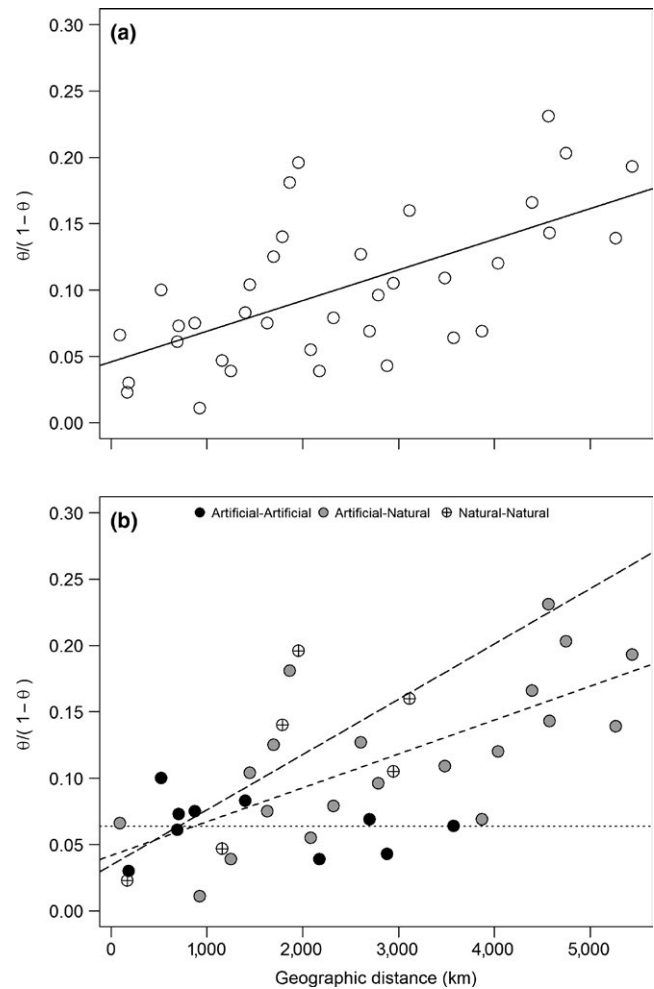 (a)
0.30
0.25
0.20
0.15
0.10
0.05
0.00
θ/( 1 − θ )
(b)
Artificial-Artificial Artificial-Natural Natural-Natural
0.30
0.25
0.20
0.15
0.10
0.05
0.00
θ/( 1 − θ )
0 1,000 2,000 3,000 4,000 5,000
Geographic distance (km)